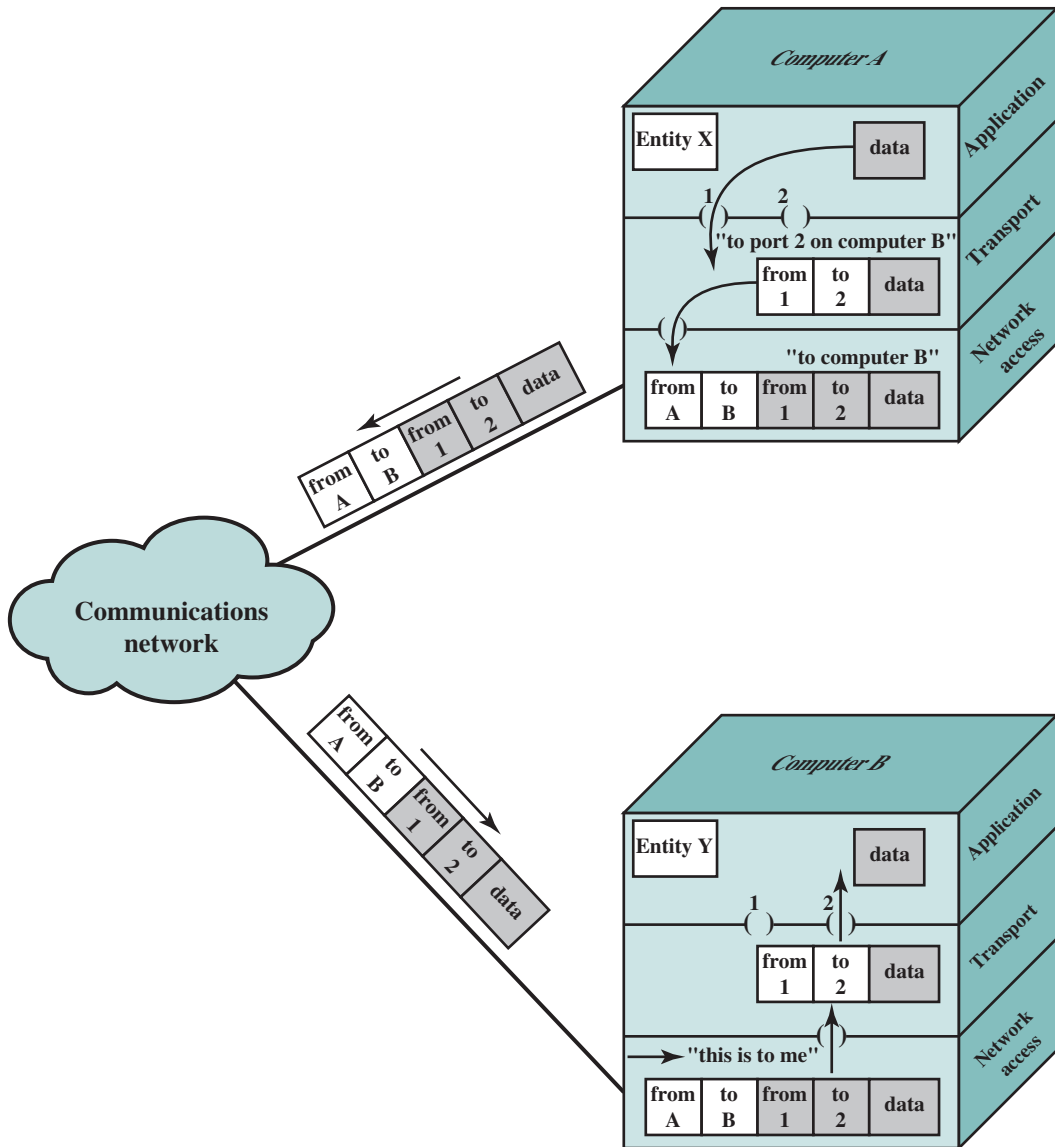 Computer A
Application
Entity X
data
1
2
Transport
"to port 2 on computer B"
from
1
to
2
data
Network
access
"to computer B"
from
A
to
B
from
1
to
2
data
from
A
to
B
from
1
to
2
data
Communications
network
from
A
to
B
from
1
to
2
data
Computer B
Application
Entity Y
data
1
2
Transport
from
1
to
2
data
Network
access
"this is to me"
from
A
to
B
from
1
to
2
data